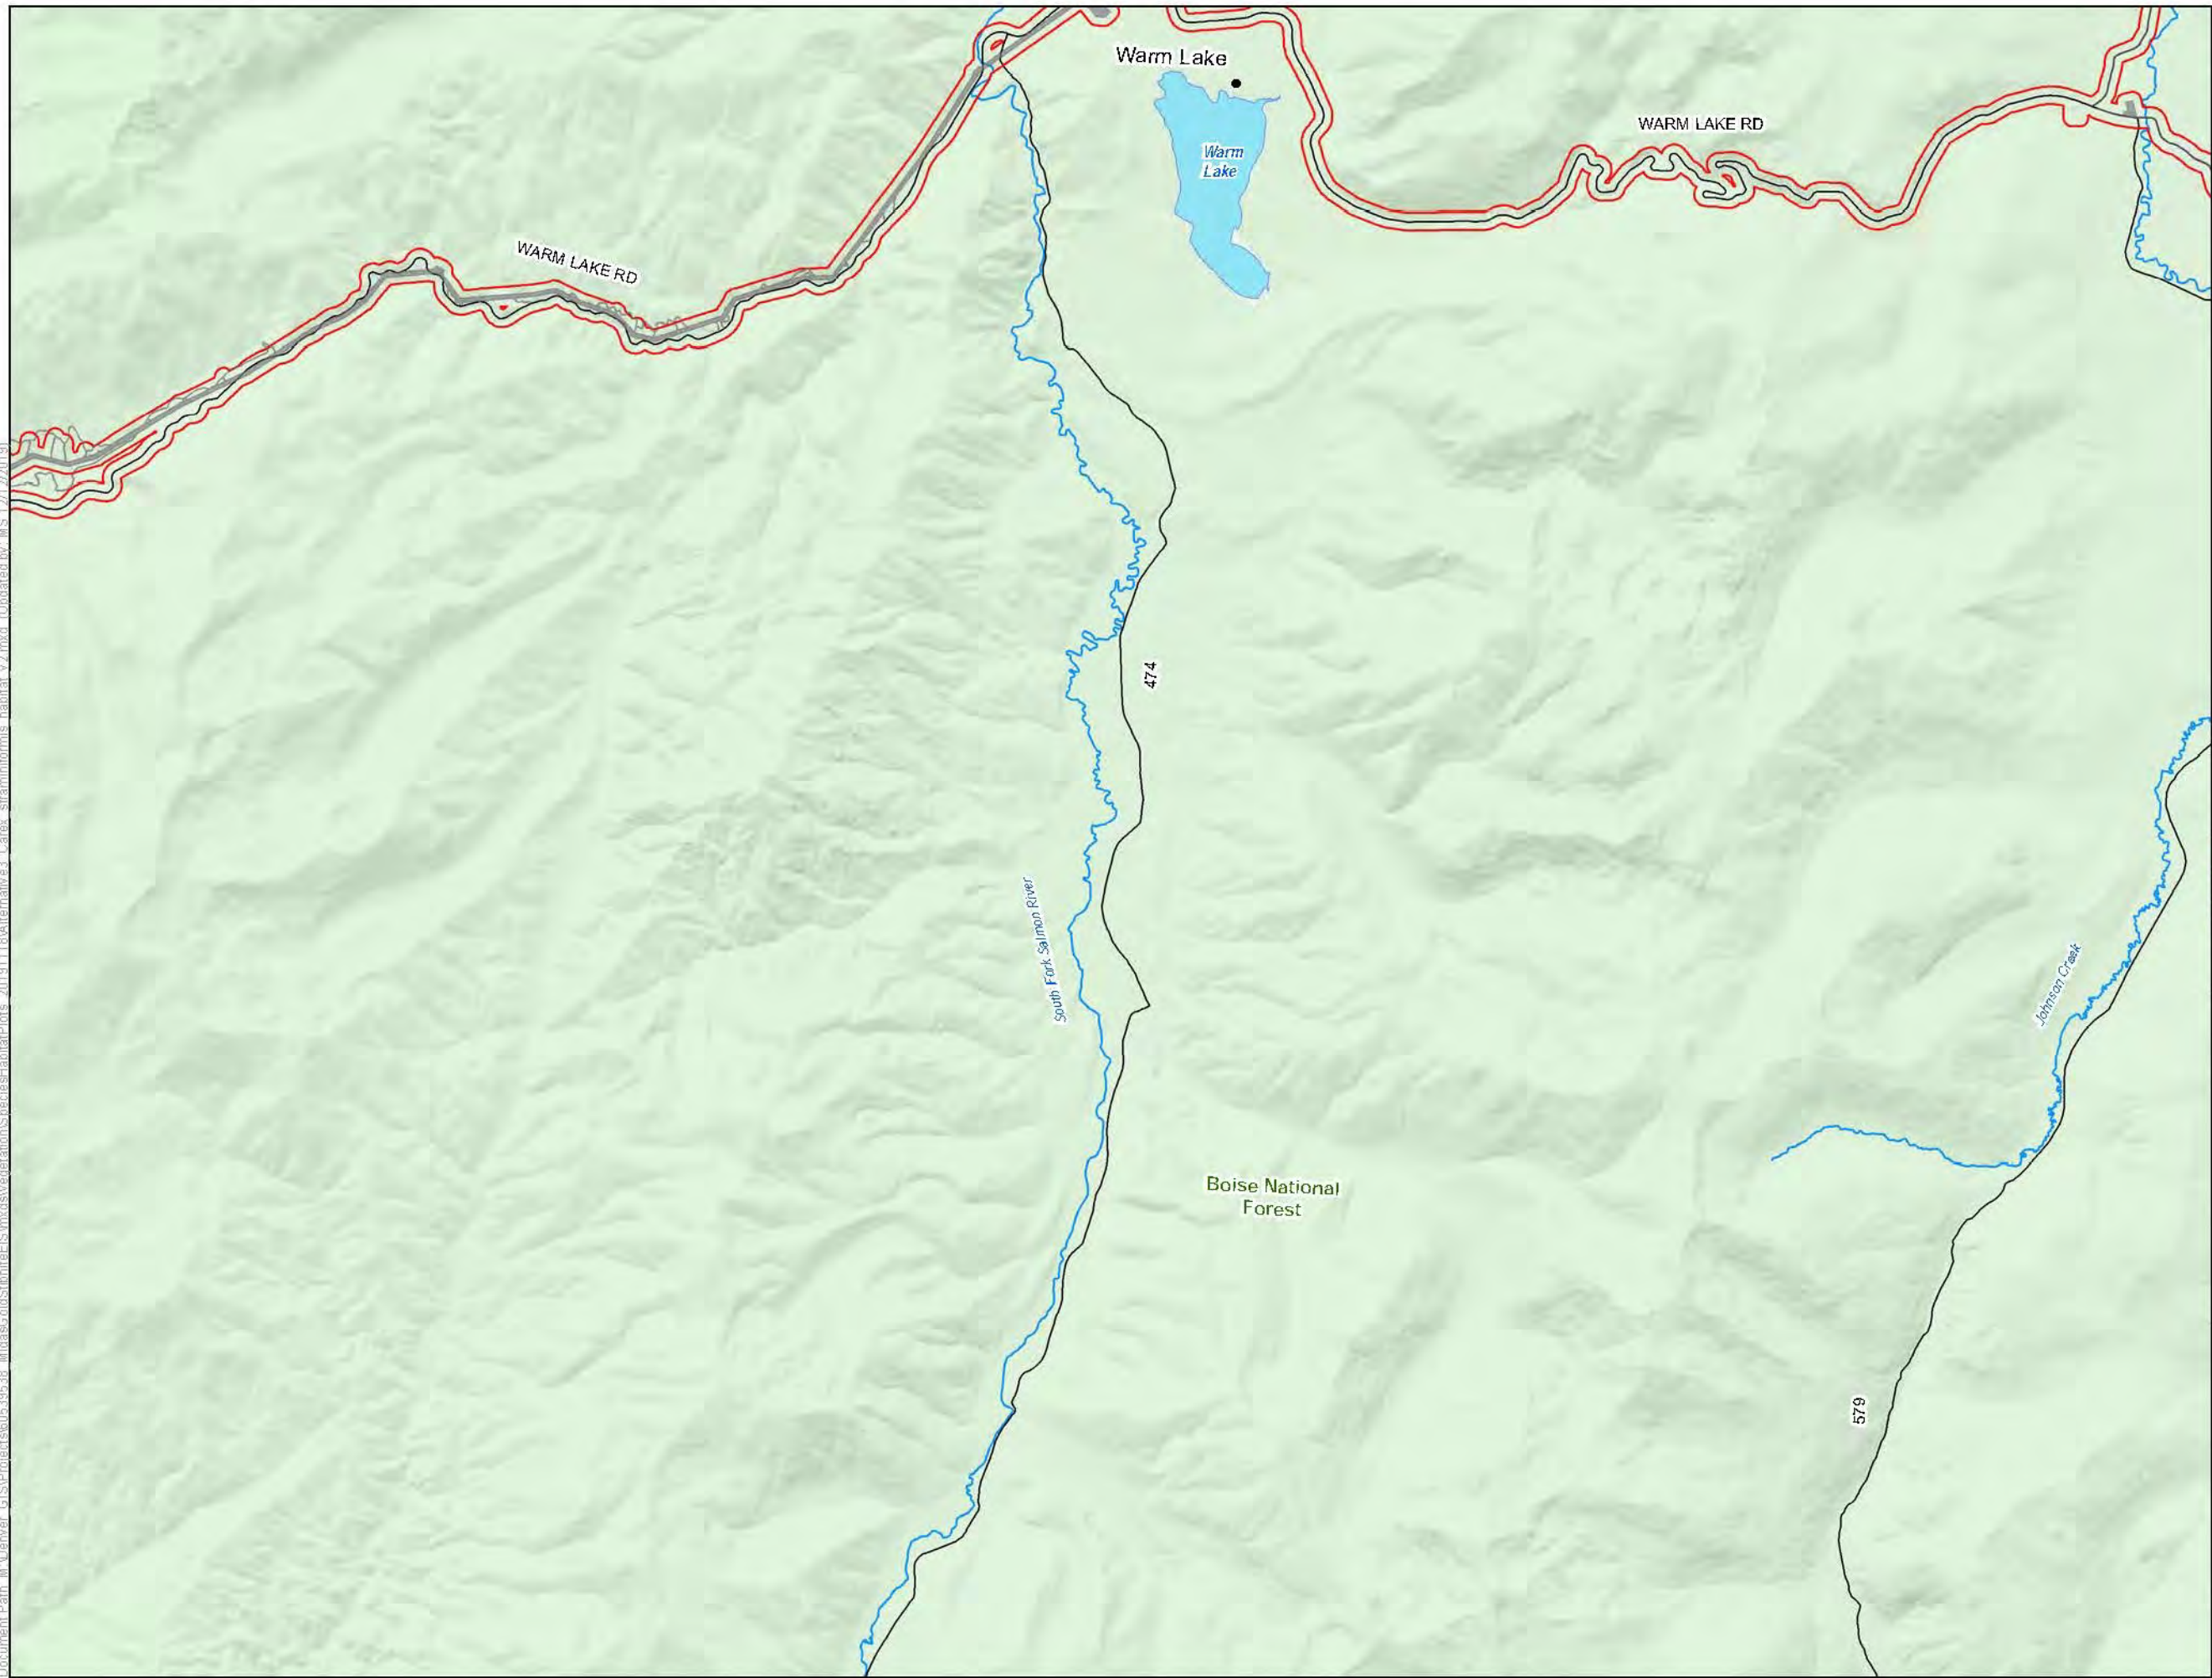 Warm Lake
WARM LAKE RD
Warm
Lake
WARM LAKE RD
474
South Fork Salmon River
Johnson Creek
Boise National
Forest
579